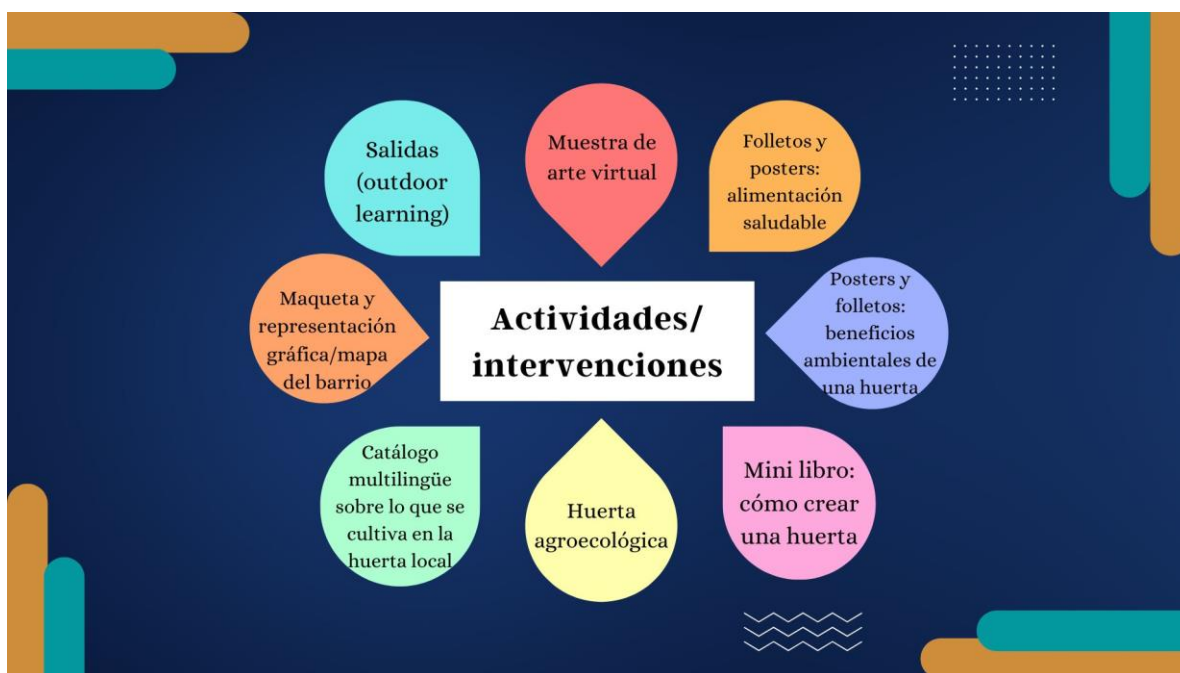 Salidas
(outdoor
learning)
Muestra de
arte virtual
Folletos y
posters:
alimentación
saludable
Maqueta y
representación
gráfica/mapa
del barrio
Actividades/
intervenciones
Posters y
folletos:
beneficios
ambientales de
una huerta
Catálogo
multilingüe
sobre lo que se
cultiva en la
huerta local
Huerta
agroecológica
Mini libro:
cómo crear
una huerta